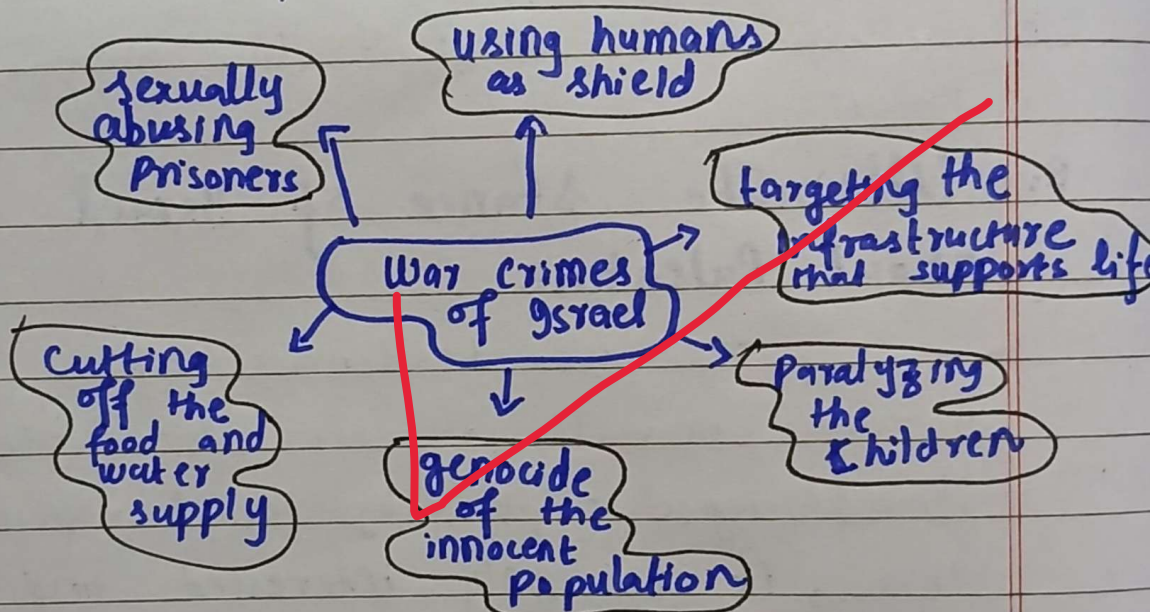 using humans
as shield
sexually
abusing
Prisoners
targeting the
infrastructure
that supports life
War crimes
of Israel
Paralyzing
the
Children
Cutting
off the
food and
water
supply
genocide
of the
innocent
population